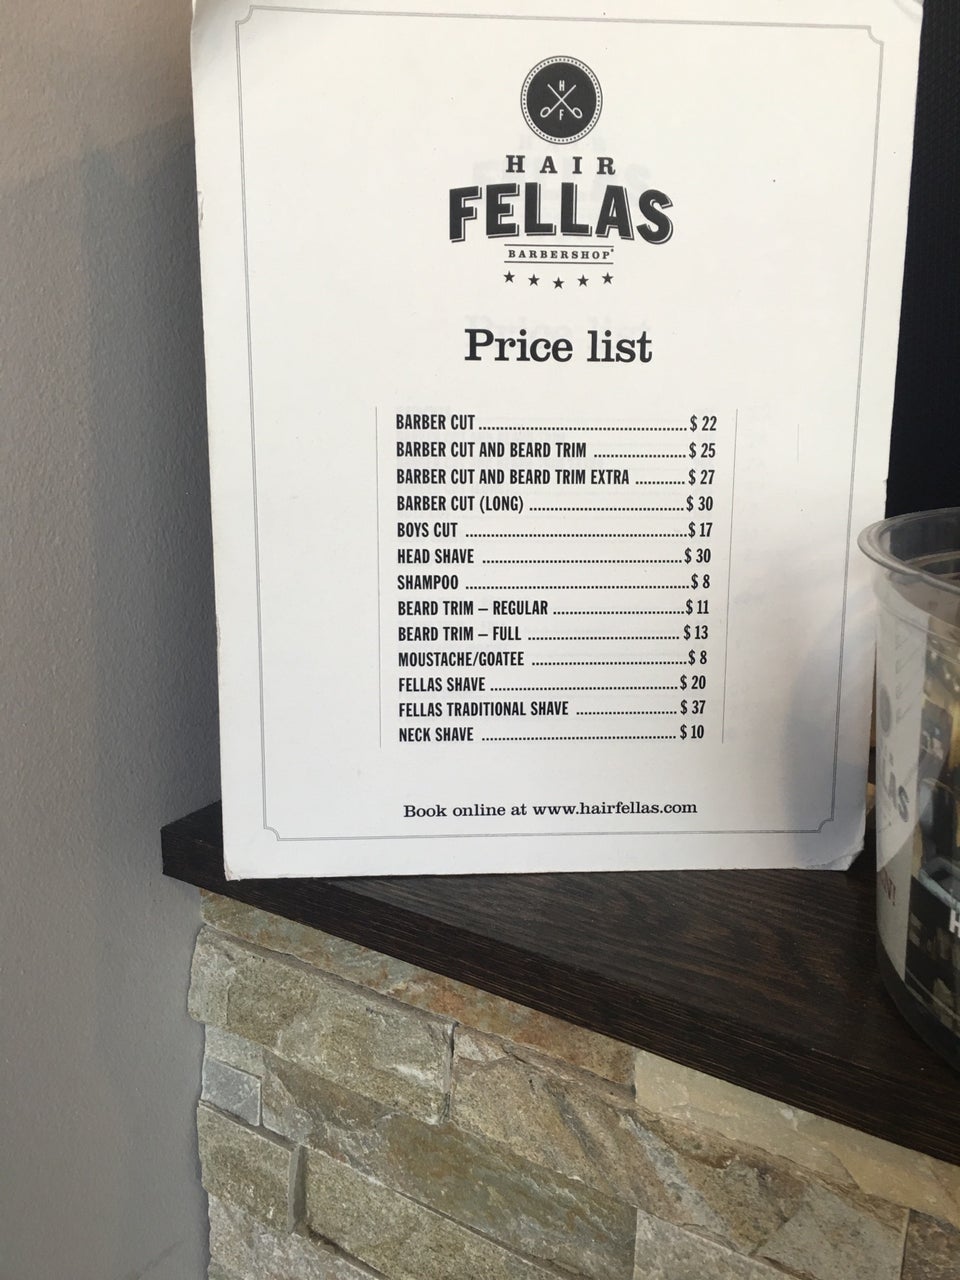 H
F
HAIR
FELLAS
BARBERSHOP
Price list
BARBER CUT ........ $ 22
BARBER CUT AND BEARD TRIM ........ $ 25
BARBER CUT AND BEARD TRIM EXTRA ........ $ 27
BARBER CUT (LONG) ........ $ 30
BOYS CUT ........ $ 17
HEAD SHAVE ........ $ 30
SHAMPOO ........ $ 8
BEARD TRIM – REGULAR ........ $ 11
BEARD TRIM – FULL ........ $ 13
MOUSTACHE/GOATEE ........ $ 8
FELLAS SHAVE ........ $ 20
FELLAS TRADITIONAL SHAVE ........ $ 37
NECK SHAVE ........ $ 10
Book online at www.hairfellas.com